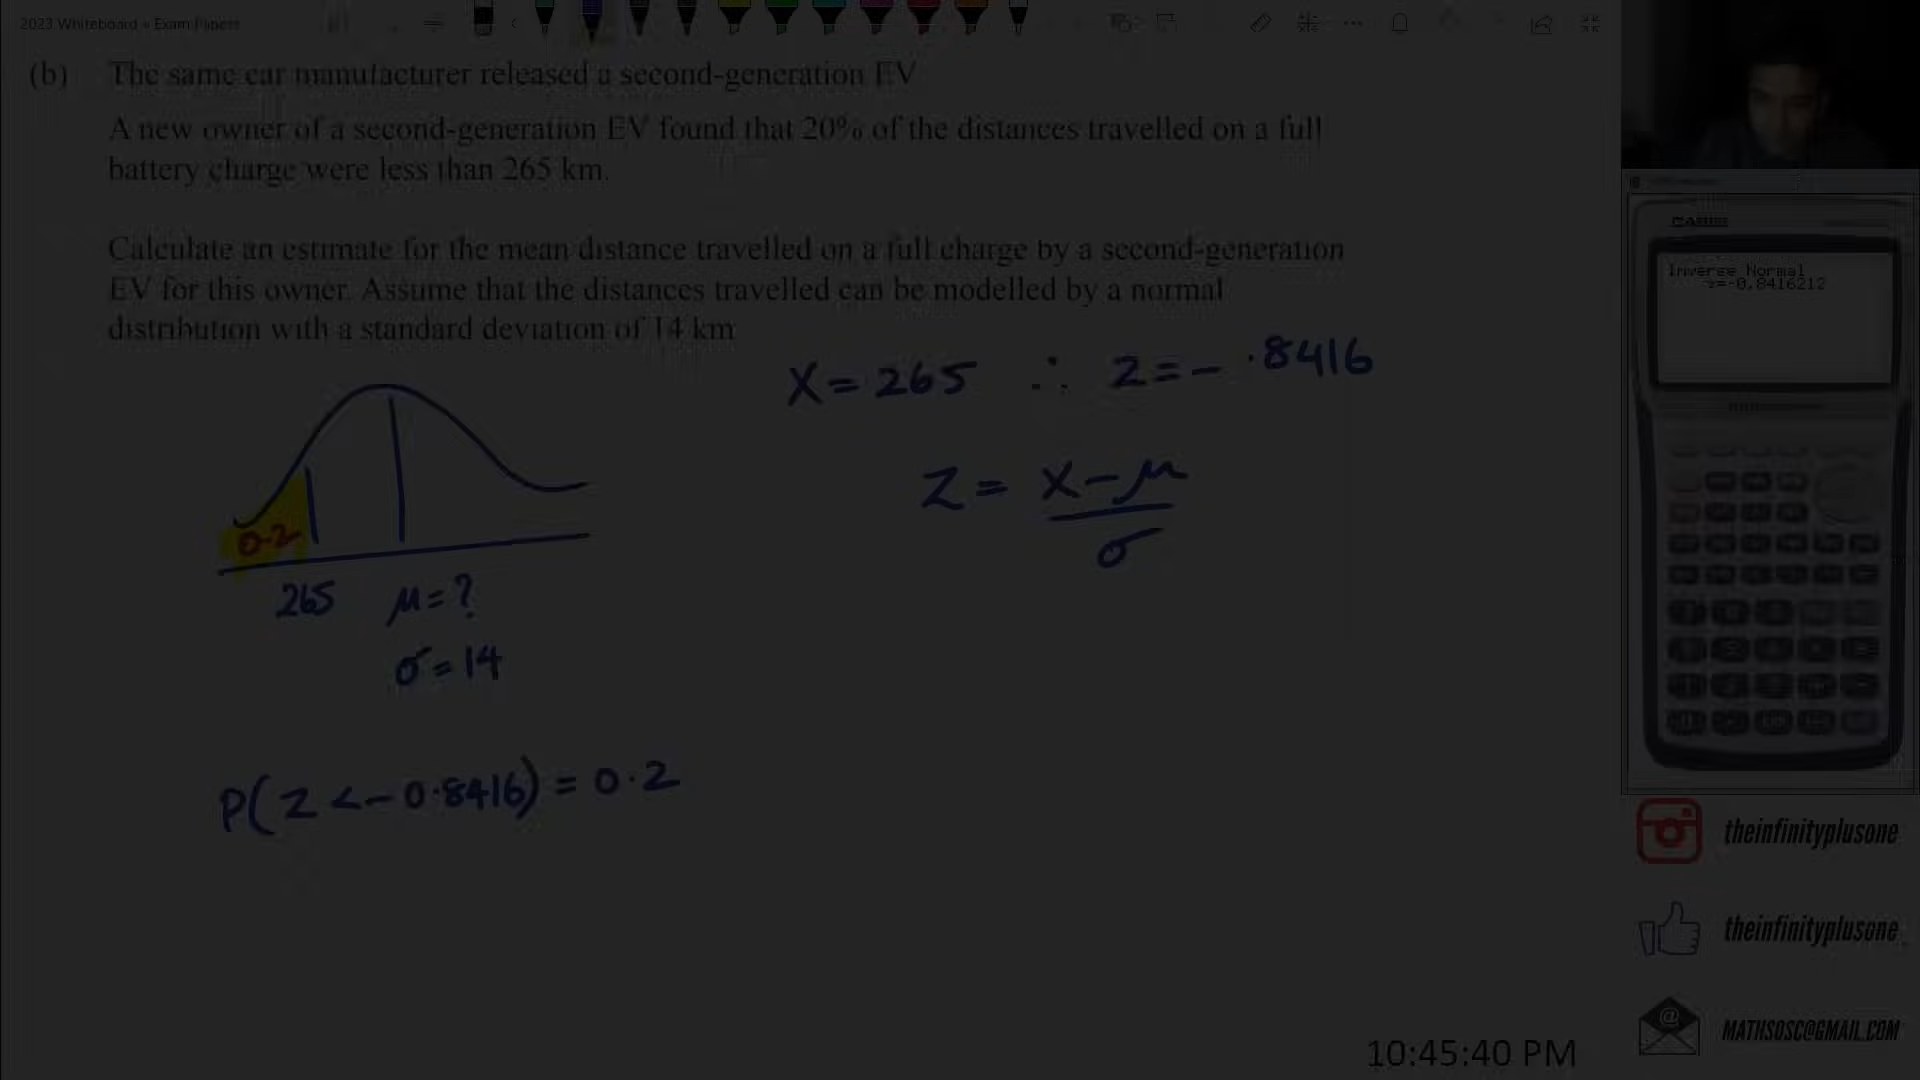 2023 Whiteboard - Exam Papers
(b) The same car manufacturer released a second-generation EV
A new owner of a second-generation EV found that 20% of the distances travelled on a full
battery charge were less than 265 km.
Calculate an estimate for the mean distance travelled on a full charge by a second-generation
EV for this owner. Assume that the distances travelled can be modelled by a normal
distribution with a standard deviation of 14 km
X = 265 ∴ Z = - .8416
Z = (X - μ) / σ
0.2
265 μ = ?
σ = 14
P(Z < -0.8416) = 0.2
CASIO
Inverse Normal
x=-0.8416212
theinfinityplusone
theinfinityplusone
@
MATHSOSC@GMAIL.COM
10:45:40 PM